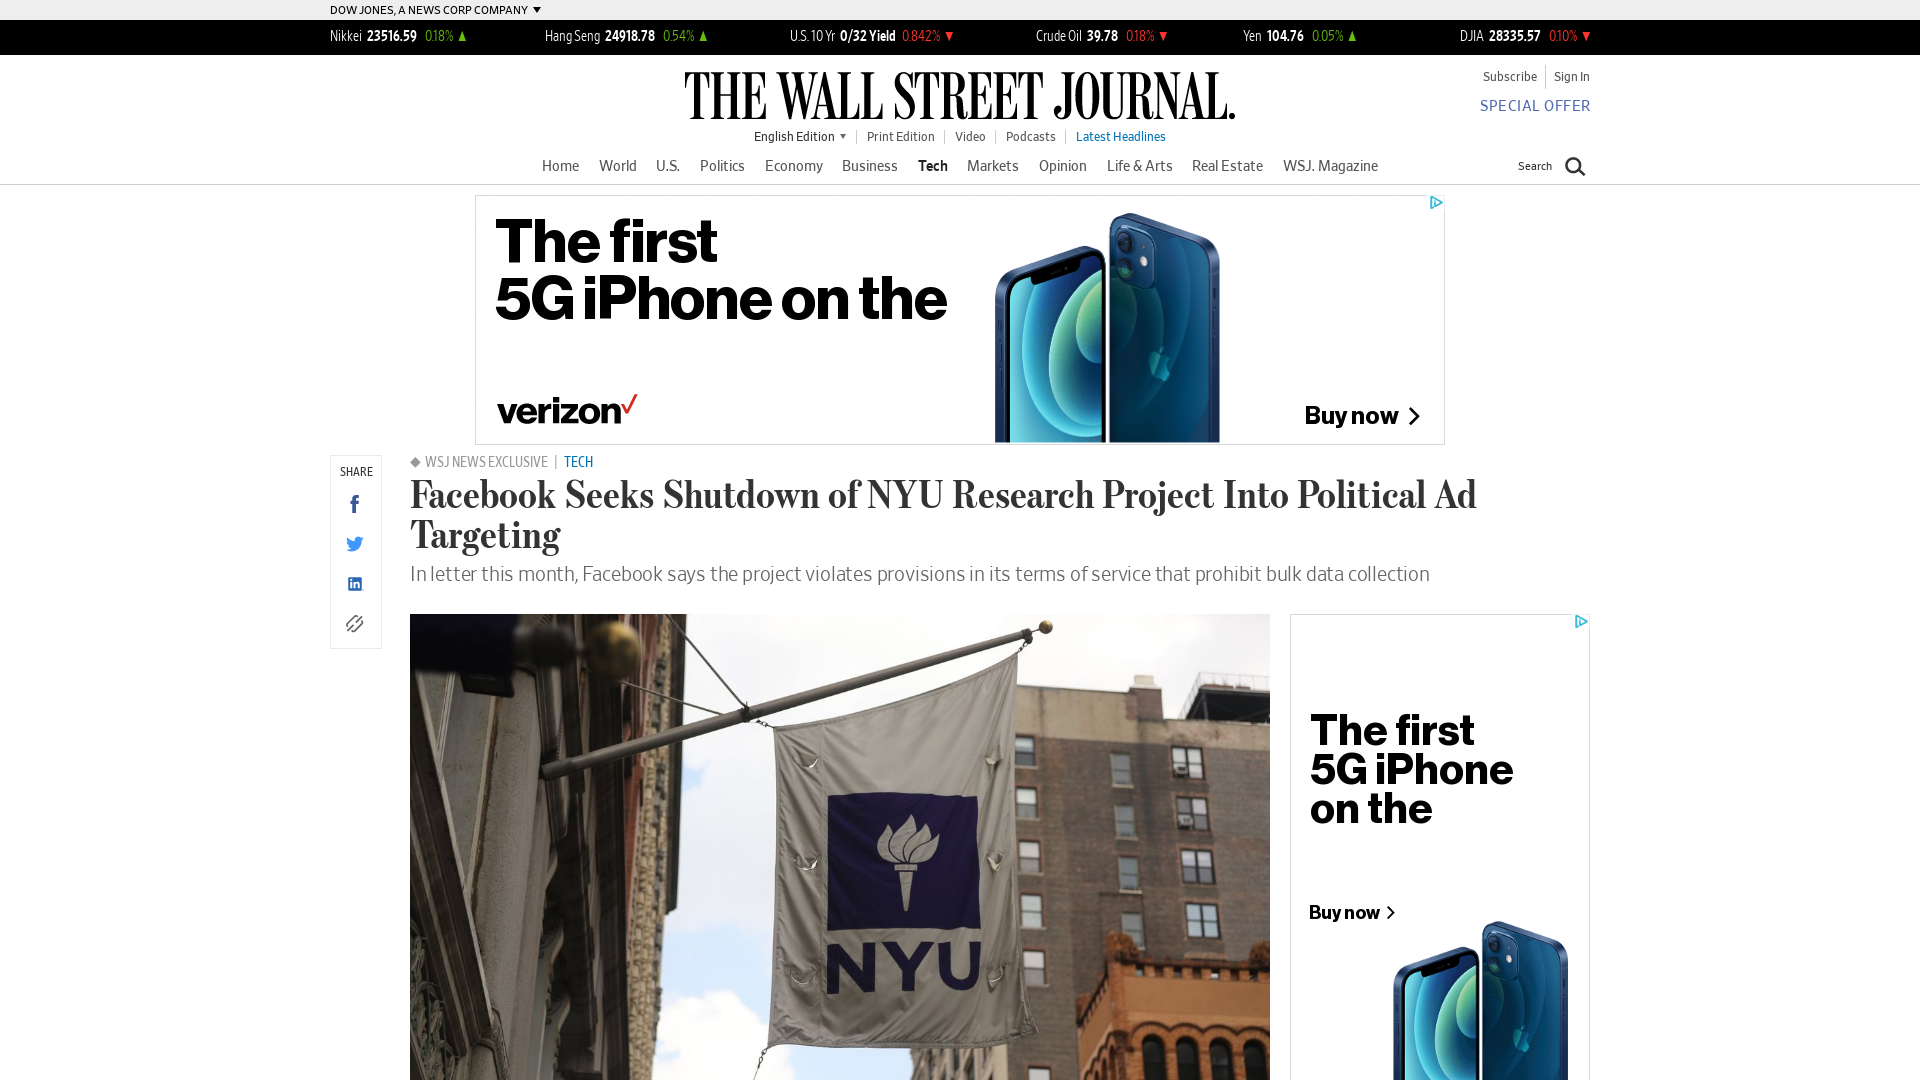 DOW JONES, A NEWS CORP COMPANY
Nikkei 23516.59 0.18% Hang Seng 24918.78 0.54% U.S. 10 Yr 0/32 Yield 0.842% Crude Oil 39.78 0.18% Yen 104.76 0.05% DJIA 28335.57 0.10%
THE WALL STREET JOURNAL.
Subscribe Sign In
SPECIAL OFFER
English Edition Print Edition Video Podcasts Latest Headlines
Home World U.S. Politics Economy Business Tech Markets Opinion Life & Arts Real Estate WSJ. Magazine
Search
The first
5G iPhone on the
verizon
Buy now
SHARE
WSJ NEWS EXCLUSIVE | TECH
Facebook Seeks Shutdown of NYU Research Project Into Political Ad
Targeting
In letter this month, Facebook says the project violates provisions in its terms of service that prohibit bulk data collection
NYU
The first
5G iPhone
on the
Buy now